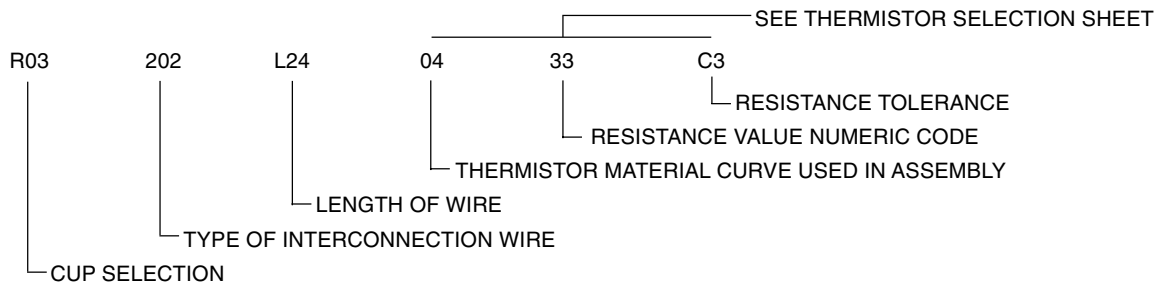 SEE THERMISTOR SELECTION SHEET
R03 202 L24 04 33 C3
RESISTANCE TOLERANCE
RESISTANCE VALUE NUMERIC CODE
THERMISTOR MATERIAL CURVE USED IN ASSEMBLY
LENGTH OF WIRE
TYPE OF INTERCONNECTION WIRE
CUP SELECTION